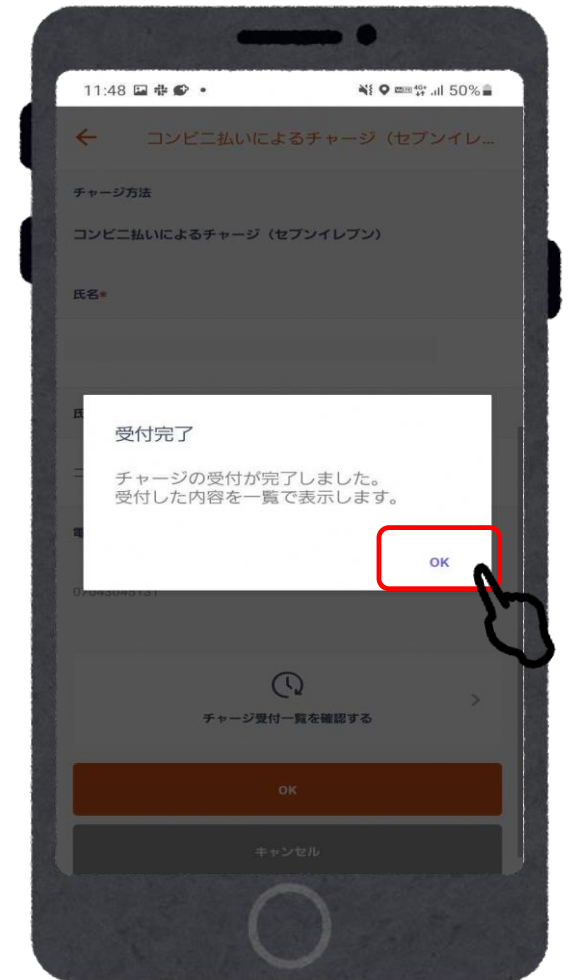 11:48
50%
コンビニ払いによるチャージ（セブンイレ...
チャージ方法
コンビニ払いによるチャージ（セブンイレブン）
氏名*
受付完了
チャージの受付が完了しました。
受付した内容を一覧で表示します。
OK
チャージ受付一覧を確認する
OK
キャンセル